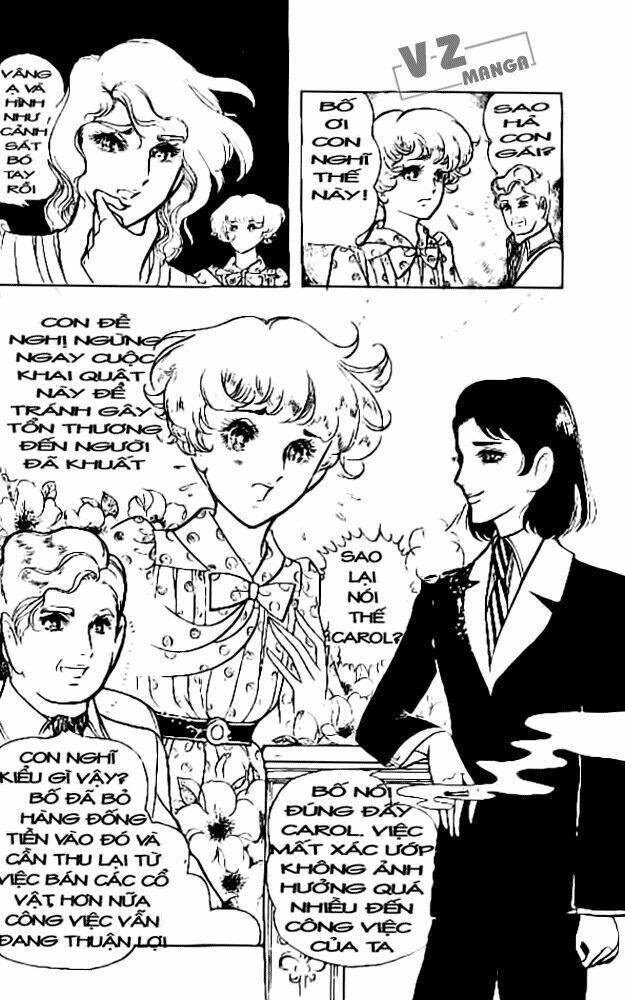 VÂNG
Ạ VÀ
HÌNH
NHƯ
CẢNH
SÁT
BÓ
TAY
RỒI
V-Z
MANGA
BỐ
ƠI
CON
NGHĨ
THẾ
NÀY!
SAO
HẢ
CON
GÁI?
CON ĐỀ
NGHỊ NGỪNG
NGAY CUỘC
KHAI QUẬT
NÀY ĐỂ
TRÁNH GÂY
TỔN THƯƠNG
ĐẾN NGƯỜI
ĐÃ KHUẤT
SAO
LẠI
NÓI
THẾ
CAROL?
CON NGHĨ
KIỂU GÌ VẬY?
BỐ ĐÃ BỎ
HÀNG ĐỐNG
TIỀN VÀO ĐÓ VÀ
CẦN THU LẠI TỪ
VIỆC BÁN CÁC CỔ
VẬT, HƠN NỮA
CÔNG VIỆC VẪN
ĐANG THUẬN LỢI
BỐ NÓI
ĐÚNG ĐẤY
CAROL. VIỆC
MẤT XÁC ƯỚP
KHÔNG ẢNH
HƯỞNG QUÁ
NHIỀU ĐẾN
CÔNG VIỆC
CỦA TA